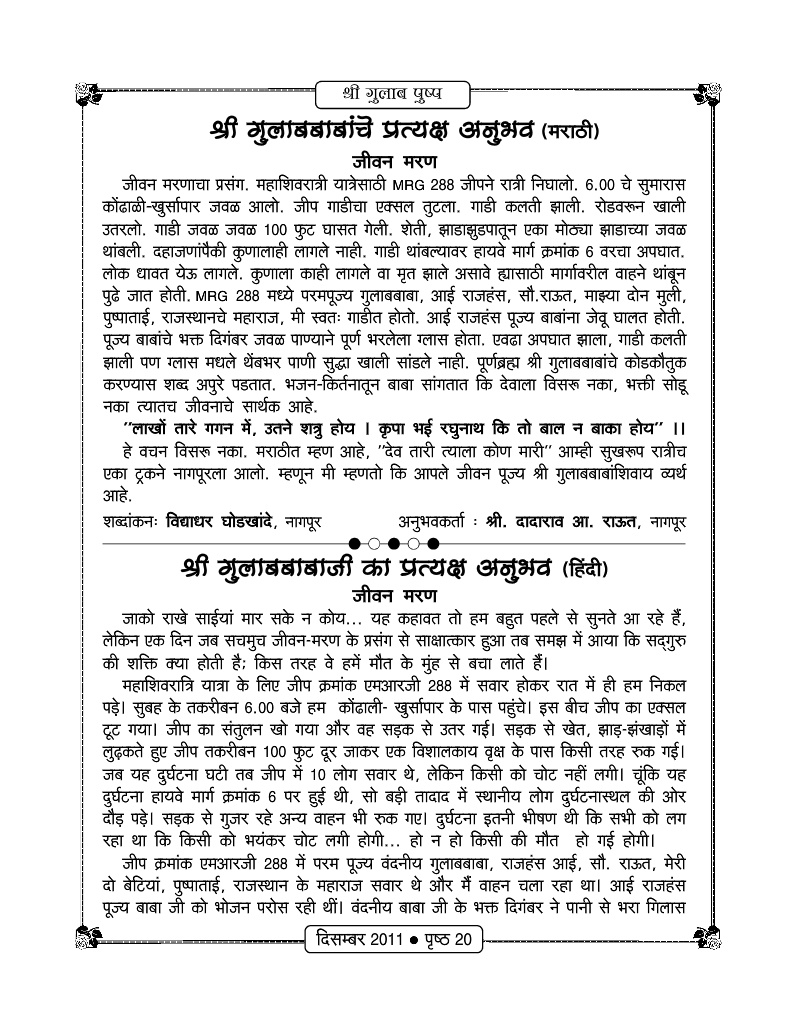 श्री गुलाब पुष्प
श्री गुलाबबाबांचे प्रत्यक्ष अनुभव (मराठी)
जीवन मरण
जीवन मरणाचा प्रसंग. महाशिवरात्री यात्रेसाठी MRG 288 जीपने रात्री निघालो. 6.00 चे सुमारास
कोंढाळी-खुर्सापार जवळ आलो. जीप गाडीचा एक्सल तुटला. गाडी कलती झाली. रोडवरून खाली
उतरलो. गाडी जवळ जवळ 100 फुट घासत गेली. शेती, झाडाझुडपातून एका मोठ्या झाडाच्या जवळ
थांबली. दहाजणांपैकी कुणालाही लागले नाही. गाडी थांबल्यावर हायवे मार्ग क्रमांक 6 वरचा अपघात.
लोक धावत येऊ लागले. कुणाला काही लागले वा मृत झाले असावे ह्यासाठी मार्गावरील वाहने थांबून
पुढे जात होती. MRG 288 मध्ये परमपूज्य गुलाबबाबा, आई राजहंस, सौ.राऊत, माझ्या दोन मुली,
पुष्पाताई, राजस्थानचे महाराज, मी स्वतः गाडीत होतो. आई राजहंस पूज्य बाबांना जेवू घालत होती.
पूज्य बाबांचे भक्त दिगंबर जवळ पाण्याने पूर्ण भरलेला ग्लास होता. एवढा अपघात झाला, गाडी कलती
झाली पण ग्लास मधले थेंबभर पाणी सुद्धा खाली सांडले नाही. पूर्णब्रह्म श्री गुलाबबाबांचे कोडकौतुक
करण्यास शब्द अपुरे पडतात. भजन-किर्तनातून बाबा सांगतात कि देवाला विसरू नका, भक्ती सोडू
नका त्यातच जीवनाचे सार्थक आहे.
"लाखों तारे गगन में, उतने शत्रु होय । कृपा भई रघुनाथ कि तो बाल न बाका होय" ।।
हे वचन विसरू नका. मराठीत म्हण आहे, "देव तारी त्याला कोण मारी" आम्ही सुखरूप रात्रीच
एका ट्रकने नागपूरला आलो. म्हणून मी म्हणतो कि आपले जीवन पूज्य श्री गुलाबबाबांशिवाय व्यर्थ
आहे.
शब्दांकनः विद्याधर घोडखांदे, नागपूर अनुभवकर्ता : श्री. दादाराव आ. राऊत, नागपूर
श्री गुलाबबाबाजी का प्रत्यक्ष अनुभव (हिंदी)
जीवन मरण
जाको राखे साईयां मार सके न कोय... यह कहावत तो हम बहुत पहले से सुनते आ रहे हैं,
लेकिन एक दिन जब सचमुच जीवन-मरण के प्रसंग से साक्षात्कार हुआ तब समझ में आया कि सद्‌गुरु
की शक्ति क्या होती है; किस तरह वे हमें मौत के मुंह से बचा लाते हैं।
महाशिवरात्रि यात्रा के लिए जीप क्रमांक एमआरजी 288 में सवार होकर रात में ही हम निकल
पड़े। सुबह के तकरीबन 6.00 बजे हम कोंढाली- खुर्सापार के पास पहुंचे। इस बीच जीप का एक्सल
टूट गया। जीप का संतुलन खो गया और वह सड़क से उतर गई। सड़क से खेत, झाड़-झंखाड़ों में
लुढ़कते हुए जीप तकरीबन 100 फुट दूर जाकर एक विशालकाय वृक्ष के पास किसी तरह रुक गई।
जब यह दुर्घटना घटी तब जीप में 10 लोग सवार थे, लेकिन किसी को चोट नहीं लगी। चूंकि यह
दुर्घटना हायवे मार्ग क्रमांक 6 पर हुई थी, सो बड़ी तादाद में स्थानीय लोग दुर्घटनास्थल की ओर
दौड़ पड़े। सड़क से गुजर रहे अन्य वाहन भी रुक गए। दुर्घटना इतनी भीषण थी कि सभी को लग
रहा था कि किसी को भयंकर चोट लगी होगी... हो न हो किसी की मौत हो गई होगी।
जीप क्रमांक एमआरजी 288 में परम पूज्य वंदनीय गुलाबबाबा, राजहंस आई, सौ. राऊत, मेरी
दो बेटियां, पुष्पाताई, राजस्थान के महाराज सवार थे और मैं वाहन चला रहा था। आई राजहंस
पूज्य बाबा जी को भोजन परोस रही थीं। वंदनीय बाबा जी के भक्त दिगंबर ने पानी से भरा गिलास
दिसम्बर 2011 ● पृष्ठ 20